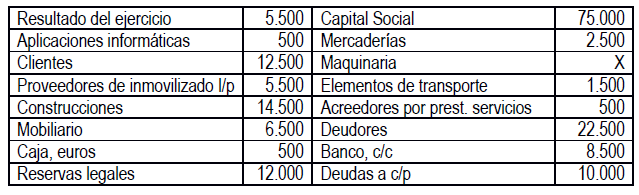 Resultado del ejercicio 5.500 Capital Social 75.000
Aplicaciones informáticas 500 Mercaderías 2.500
Clientes 12.500 Maquinaria X
Proveedores de inmovilizado l/p 5.500 Elementos de transporte 1.500
Construcciones 14.500 Acreedores por prest. servicios 500
Mobiliario 6.500 Deudores 22.500
Caja, euros 500 Banco, c/c 8.500
Reservas legales 12.000 Deudas a c/p 10.000